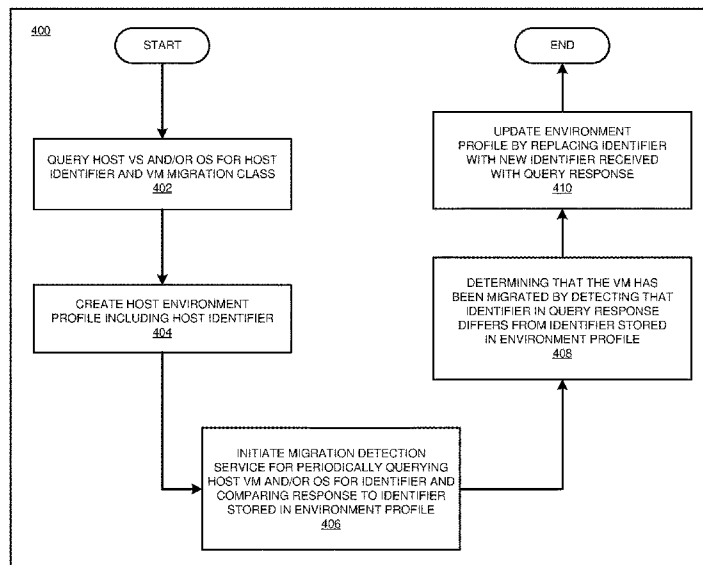 400
START
QUERY HOST VS AND/OR OS FOR HOST
IDENTIFIER AND VM MIGRATION CLASS
402
CREATE HOST ENVIRONMENT
PROFILE INCLUDING HOST IDENTIFIER
404
INITIATE MIGRATION DETECTION
SERVICE FOR PERIODICALLY QUERYING
HOST VM AND/OR OS FOR IDENTIFIER AND
COMPARING RESPONSE TO IDENTIFIER
STORED IN ENVIRONMENT PROFILE
406
DETERMINING THAT THE VM HAS
BEEN MIGRATED BY DETECTING THAT
IDENTIFIER IN QUERY RESPONSE
DIFFERS FROM IDENTIFIER STORED
IN ENVIRONMENT PROFILE
408
UPDATE ENVIRONMENT
PROFILE BY REPLACING IDENTIFIER
WITH NEW IDENTIFIER RECEIVED
WITH QUERY RESPONSE
410
END